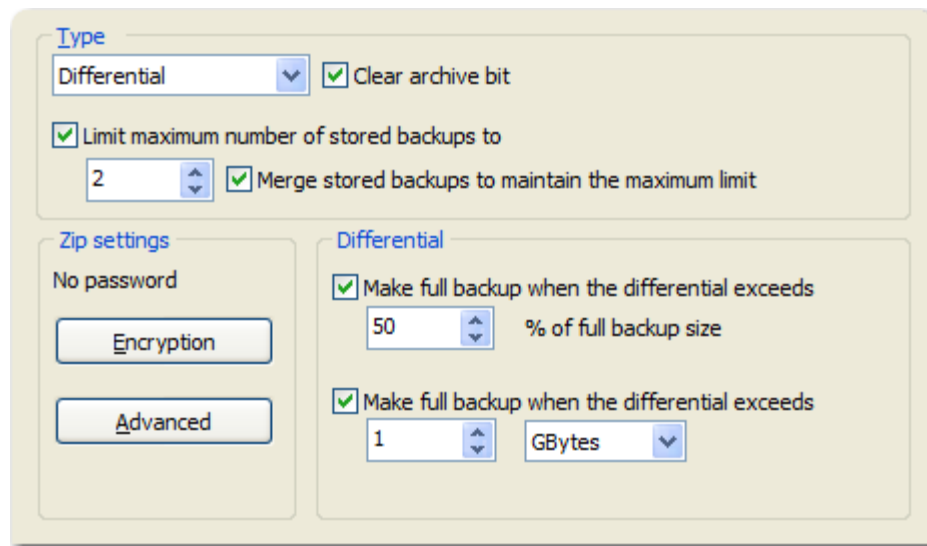 Type
Differential
Clear archive bit
Limit maximum number of stored backups to
2
Merge stored backups to maintain the maximum limit
Zip settings
No password
Encryption
Advanced
Differential
Make full backup when the differential exceeds
50 % of full backup size
Make full backup when the differential exceeds
1 GBytes